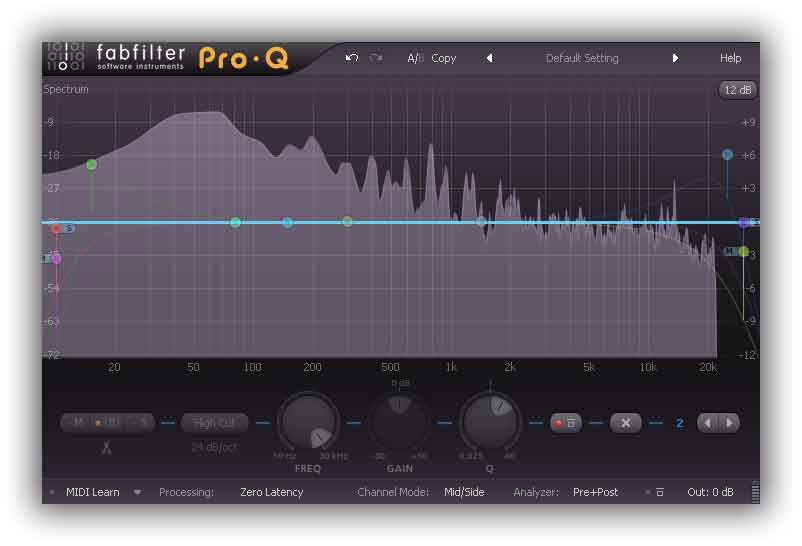 fabfilter
software instruments
Pro·Q
A/B Copy Default Setting Help
Spectrum 12 dB
-9 +9
-18 +6
-27 +3
-36
-45 -3
-54 -6
-63 -9
-72 -12
20 50 100 200 500 1k 2k 5k 10k 20k
0 dB
M S High Cut 2
24 dB/oct
10 Hz 30 kHz -30 +30 0.025 40
FREQ GAIN Q
MIDI Learn Processing: Zero Latency Channel Mode: Mid/Side Analyzer: Pre+Post Out: 0 dB